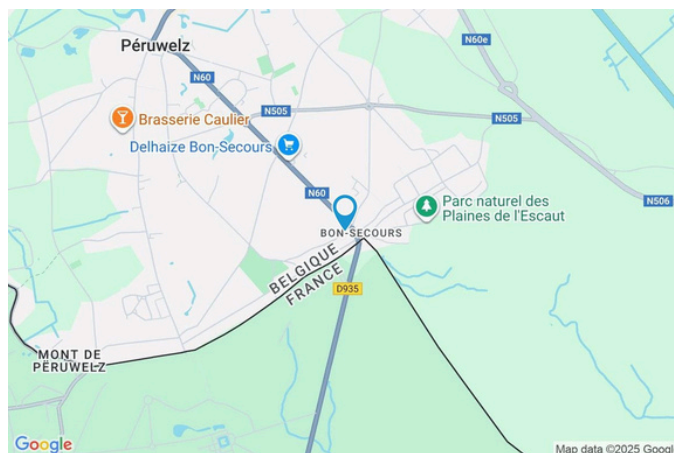 Péruwelz
N60e
N60
N505
Brasserie Caulier
Delhaize Bon-Secours
N505
N60
N506
Parc naturel des
Plaines de l'Escaut
BON-SECOURS
BELGIQUE
FRANCE
D935
MONT DE
PÉRUWELZ
Google
Map data ©2025 Google